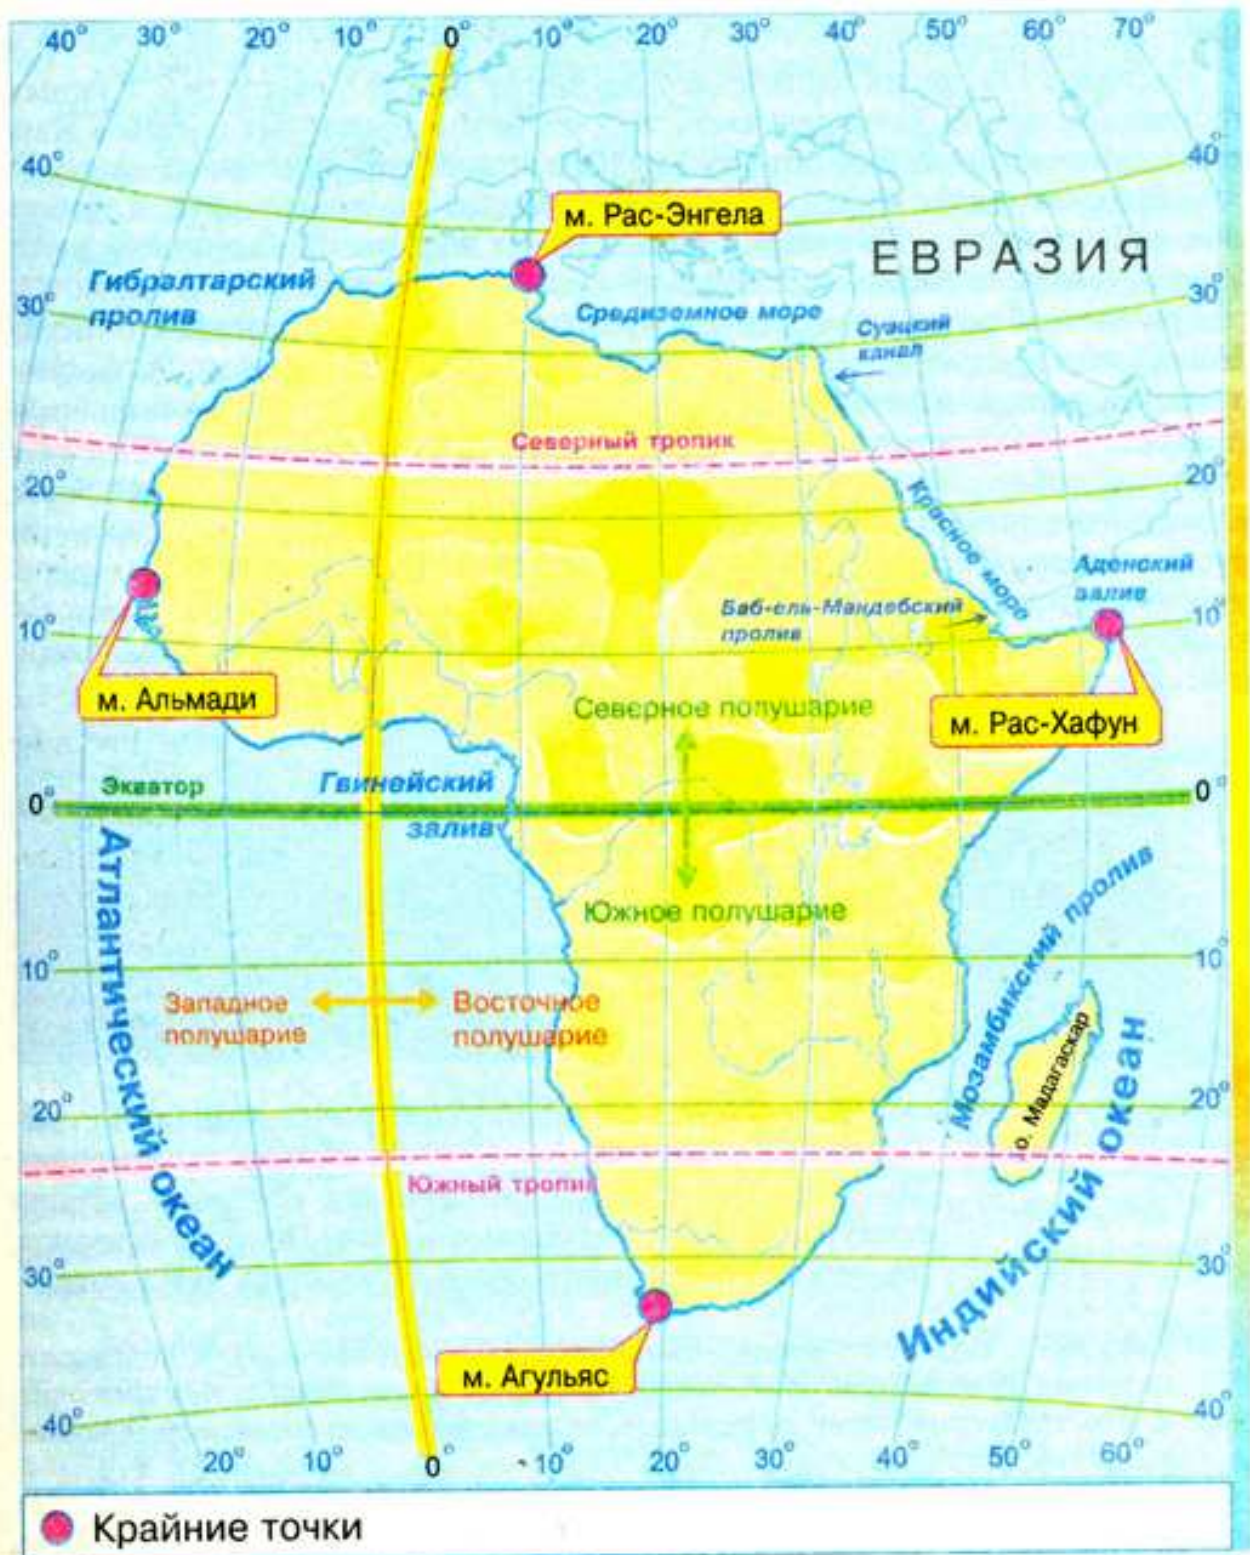 40° 30° 20° 10° 0° 10° 20° 30° 40° 50° 60° 70°
40° 40°
м. Рас-Энгела
ЕВРАЗИЯ
Гибралтарский
пролив
30° 30°
Средиземное море
Суэцкий
канал
Северный тропик
20° 20°
Красное море
Аденский
залив
Баб-ель-Мандебский
пролив
10° 10°
м. Альмади
Северное полушарие
м. Рас-Хафун
Экватор
Гвинейский
залив
0° 0°
Атлантический океан
Южное полушарие
Мозамбикский пролив
10° 10°
Западное
полушарие
Восточное
полушарие
о. Мадагаскар
Индийский океан
20° 20°
Южный тропик
30° 30°
м. Агульяс
40° 40°
20° 10° 0° 0° 10° 20° 30° 40° 50° 60°
Крайние точки